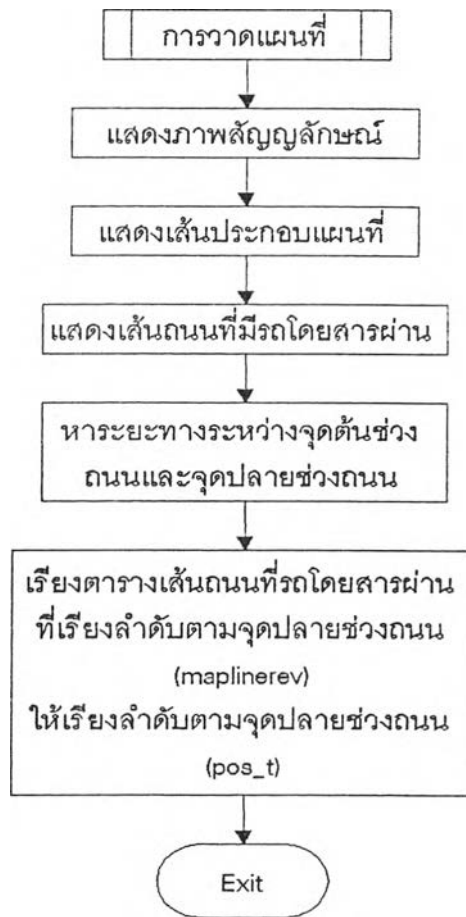 การวาดแผนที่
แสดงภาพสัญญลักษณ์
แสดงเส้นประกอบแผนที่
แสดงเส้นถนนที่มีรถโดยสารผ่าน
หาระยะทางระหว่างจุดต้นช่วง
ถนนและจุดปลายช่วงถนน
เรียงตารางเส้นถนนที่รถโดยสารผ่าน
ที่เรียงลำดับตามจุดปลายช่วงถนน
(maplinerev)
ให้เรียงลำดับตามจุดปลายช่วงถนน
(pos_t)
Exit